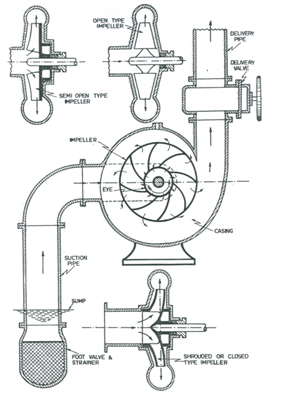 OPEN TYPE
IMPELLER
DELIVERY
PIPE
DELIVERY
VALVE
SEMI OPEN TYPE
IMPELLER
IMPELLER
EYE
CASING
SUCTION
PIPE
SUMP
FOOT VALVE &
STRAINER
SHROUDED OR CLOSED
TYPE IMPELLER